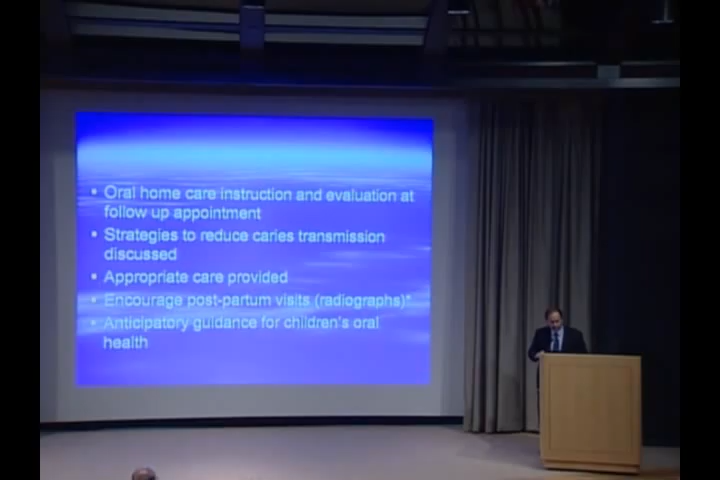 • Oral home care instruction and evaluation at
follow up appointment
• Strategies to reduce caries transmission
discussed
• Appropriate care provided
• Encourage post-partum visits (radiographs)*
• Anticipatory guidance for children's oral
health